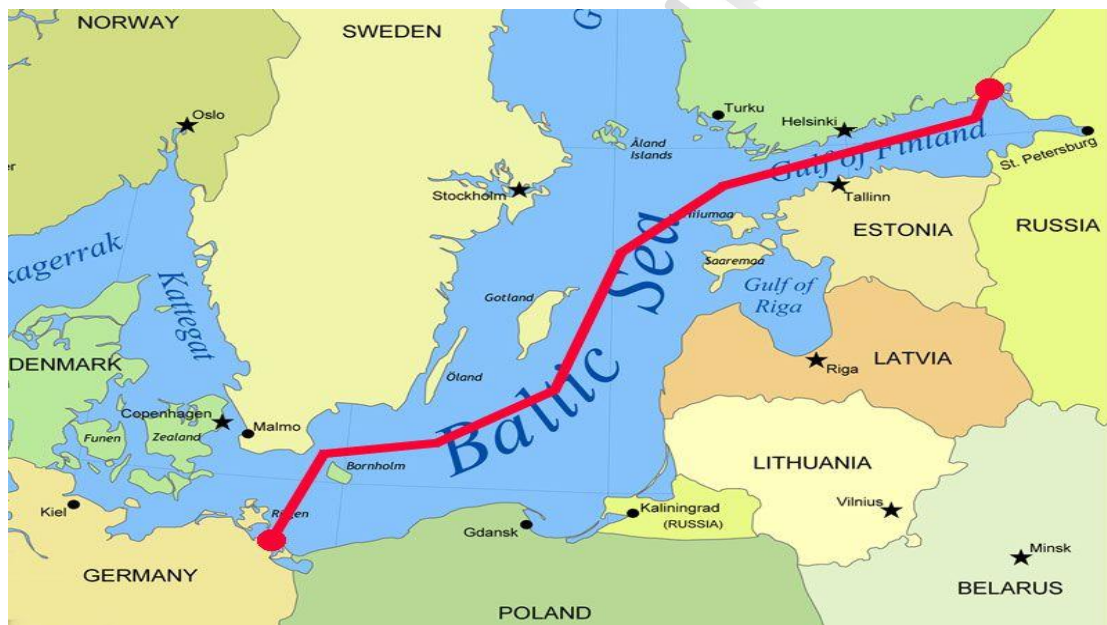 NORWAY
SWEDEN
G
Oslo
Turku
Helsinki
Åland
Islands
Gulf of Finland
St. Petersburg
Stockholm
Tallinn
Hiiumaa
ESTONIA
RUSSIA
kagerrak
Kattegat
Saaremaa
Gulf of
Riga
Gotland
Baltic Sea
DENMARK
Öland
Riga
LATVIA
Copenhagen
Malmo
Funen
Zealand
Bornholm
LITHUANIA
Kiel
Vilnius
Kaliningrad
(RUSSIA)
Gdansk
Minsk
GERMANY
BELARUS
POLAND